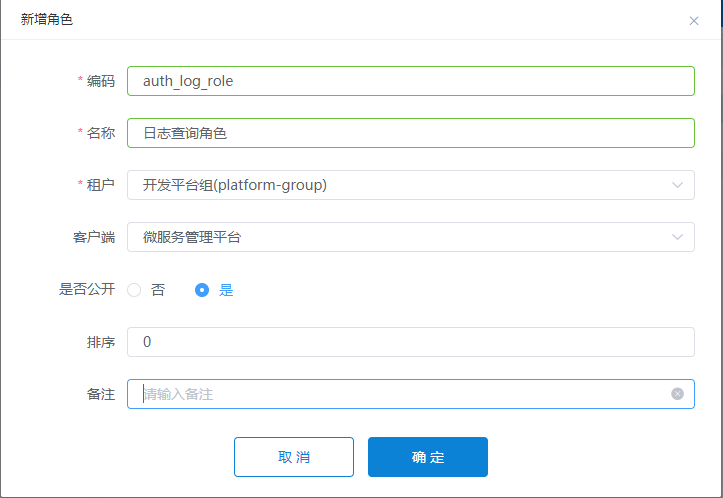 新增角色
* 编码 auth_log_role
* 名称 日志查询角色
* 租户 开发平台组(platform-group)
客户端 微服务管理平台
是否公开 否 是
排序 0
备注 请输入备注
取 消 确 定